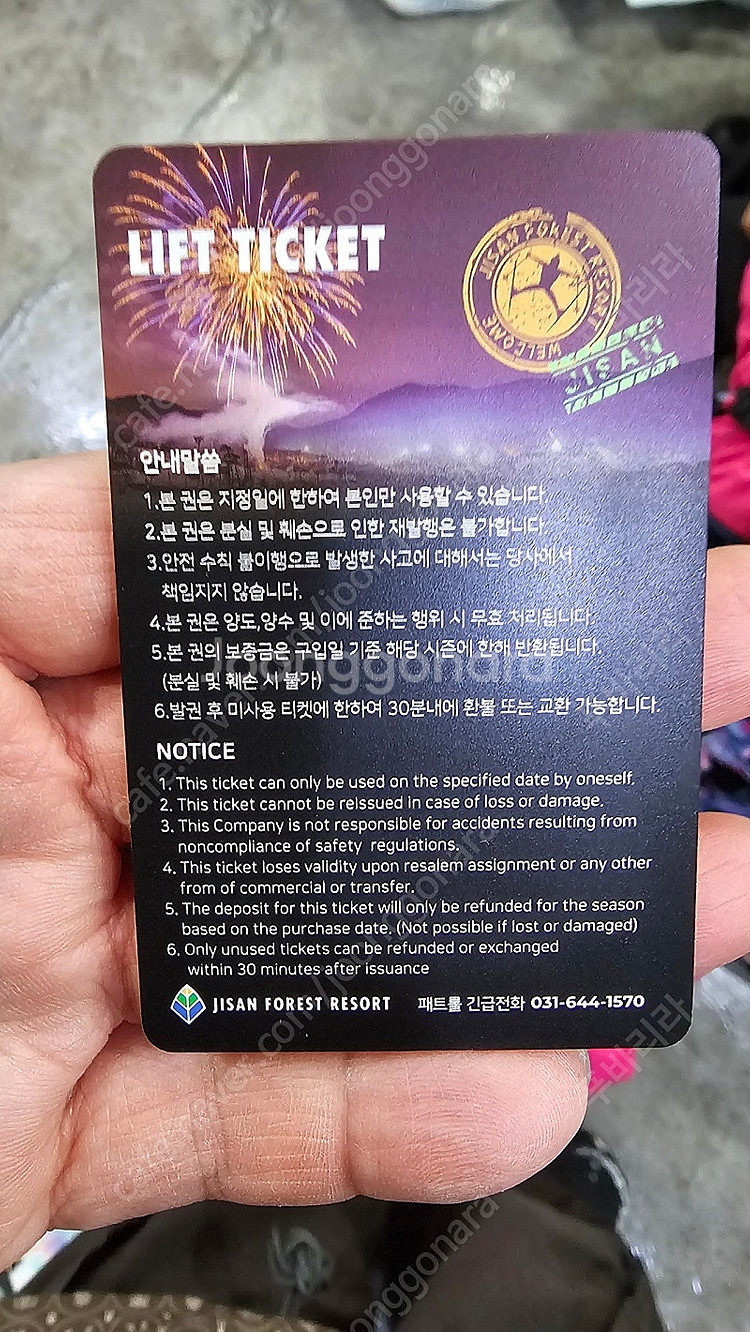 LIFT TICKET
JISAN FOREST RESORT
WELCOME
JISAN
안내말씀
1.본 권은 지정일에 한하여 본인만 사용할 수 있습니다.
2.본 권은 분실 및 훼손으로 인한 재발행은 불가합니다.
3.안전 수칙 불이행으로 발생한 사고에 대해서는 당사에서
책임지지 않습니다.
4.본 권은 양도,양수 및 이에 준하는 행위 시 무효 처리됩니다.
5.본 권의 보증금은 구입일 기준 해당 시즌에 한해 반환됩니다.
(분실 및 훼손 시 불가)
6.발권 후 미사용 티켓에 한하여 30분내에 환불 또는 교환 가능합니다.
NOTICE
1. This ticket can only be used on the specified date by oneself.
2. This ticket cannot be reissued in case of loss or damage.
3. This Company is not responsible for accidents resulting from
noncompliance of safety regulations.
4. This ticket loses validity upon resalem assignment or any other
from of commercial or transfer.
5. The deposit for this ticket will only be refunded for the season
based on the purchase date. (Not possible if lost or damaged)
6. Only unused tickets can be refunded or exchanged
within 30 minutes after issuance
JISAN FOREST RESORT 패트롤 긴급전화 031-644-1570
joonggonara
cafe.naver.com/joonggonara